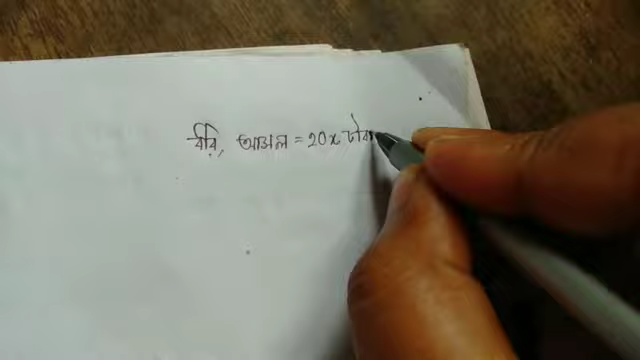 ধরি, আসল = 20x টাকা